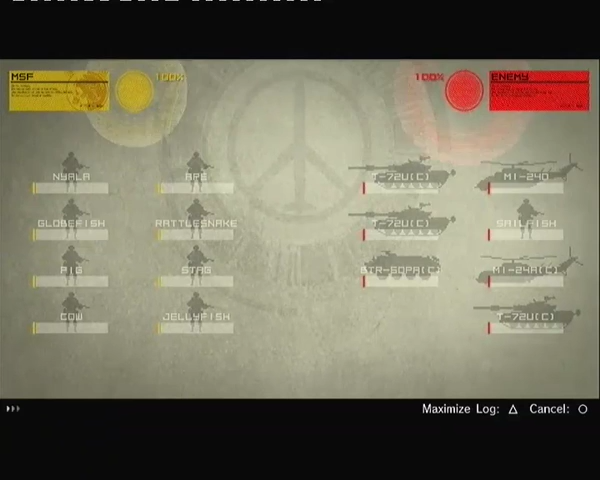 MSF 100% 100% ENEMY
NYALA APE T-72U(C) MI-24D
GLOBEFISH RATTLESNAKE T-72U(C) SAILFISH
PIG STAG BTR-60PA(C) MI-24A(C)
COW JELLYFISH T-72U(C)
Maximize Log: △ Cancel: ○